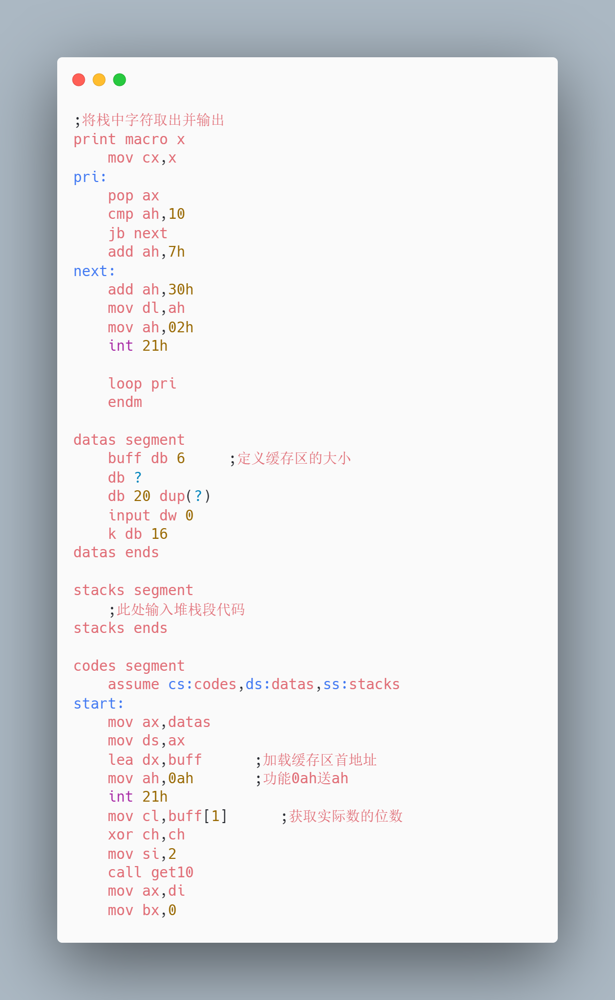 ;将栈中字符取出并输出
print macro x
    mov cx,x
pri:
    pop ax
    cmp ah,10
    jb next
    add ah,7h
next:
    add ah,30h
    mov dl,ah
    mov ah,02h
    int 21h

    loop pri
    endm

datas segment
    buff db 6     ;定义缓存区的大小
    db ?
    db 20 dup(?)
    input dw 0
    k db 16
datas ends

stacks segment
    ;此处输入堆栈段代码
stacks ends

codes segment
    assume cs:codes,ds:datas,ss:stacks
start:
    mov ax,datas
    mov ds,ax
    lea dx,buff      ;加载缓存区首地址
    mov ah,0ah       ;功能0ah送ah
    int 21h
    mov cl,buff[1]      ;获取实际数的位数
    xor ch,ch
    mov si,2
    call get10
    mov ax,di
    mov bx,0